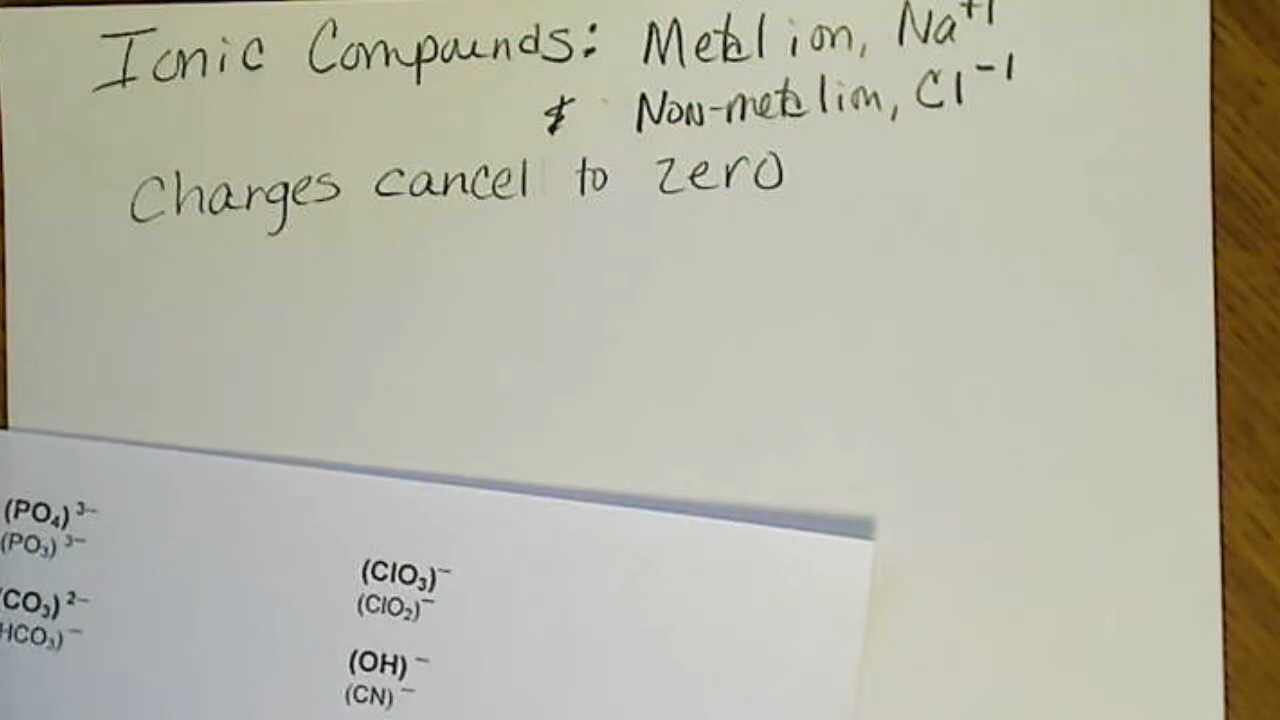 Ionic Compounds: Metal ion, Na⁺¹
& Non-metal ion, Cl⁻¹
Charges cancel to zero
(PO₄)³⁻
(PO₃)³⁻
(CO₃)²⁻
(HCO₃)⁻
(ClO₃)⁻
(ClO₂)⁻
(OH)⁻
(CN)⁻